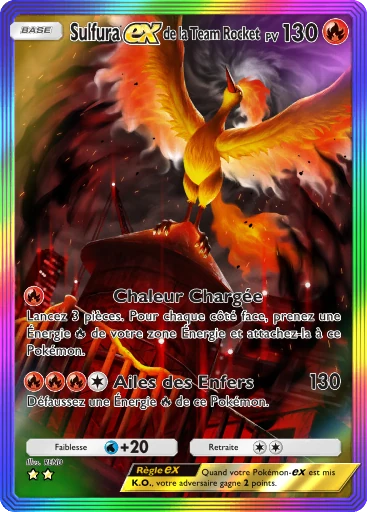 BASE Sulfura ex de la Team Rocket PV 130
Chaleur Chargée
Lancez 3 pièces. Pour chaque côté face, prenez une
Énergie de votre zone Énergie et attachez-la à ce
Pokémon.
Ailes des Enfers 130
Défaussez une Énergie de ce Pokémon.
Faiblesse +20 Retraite
Illus.
Règle ex Quand votre Pokémon-ex est mis
K.O., votre adversaire gagne 2 points.